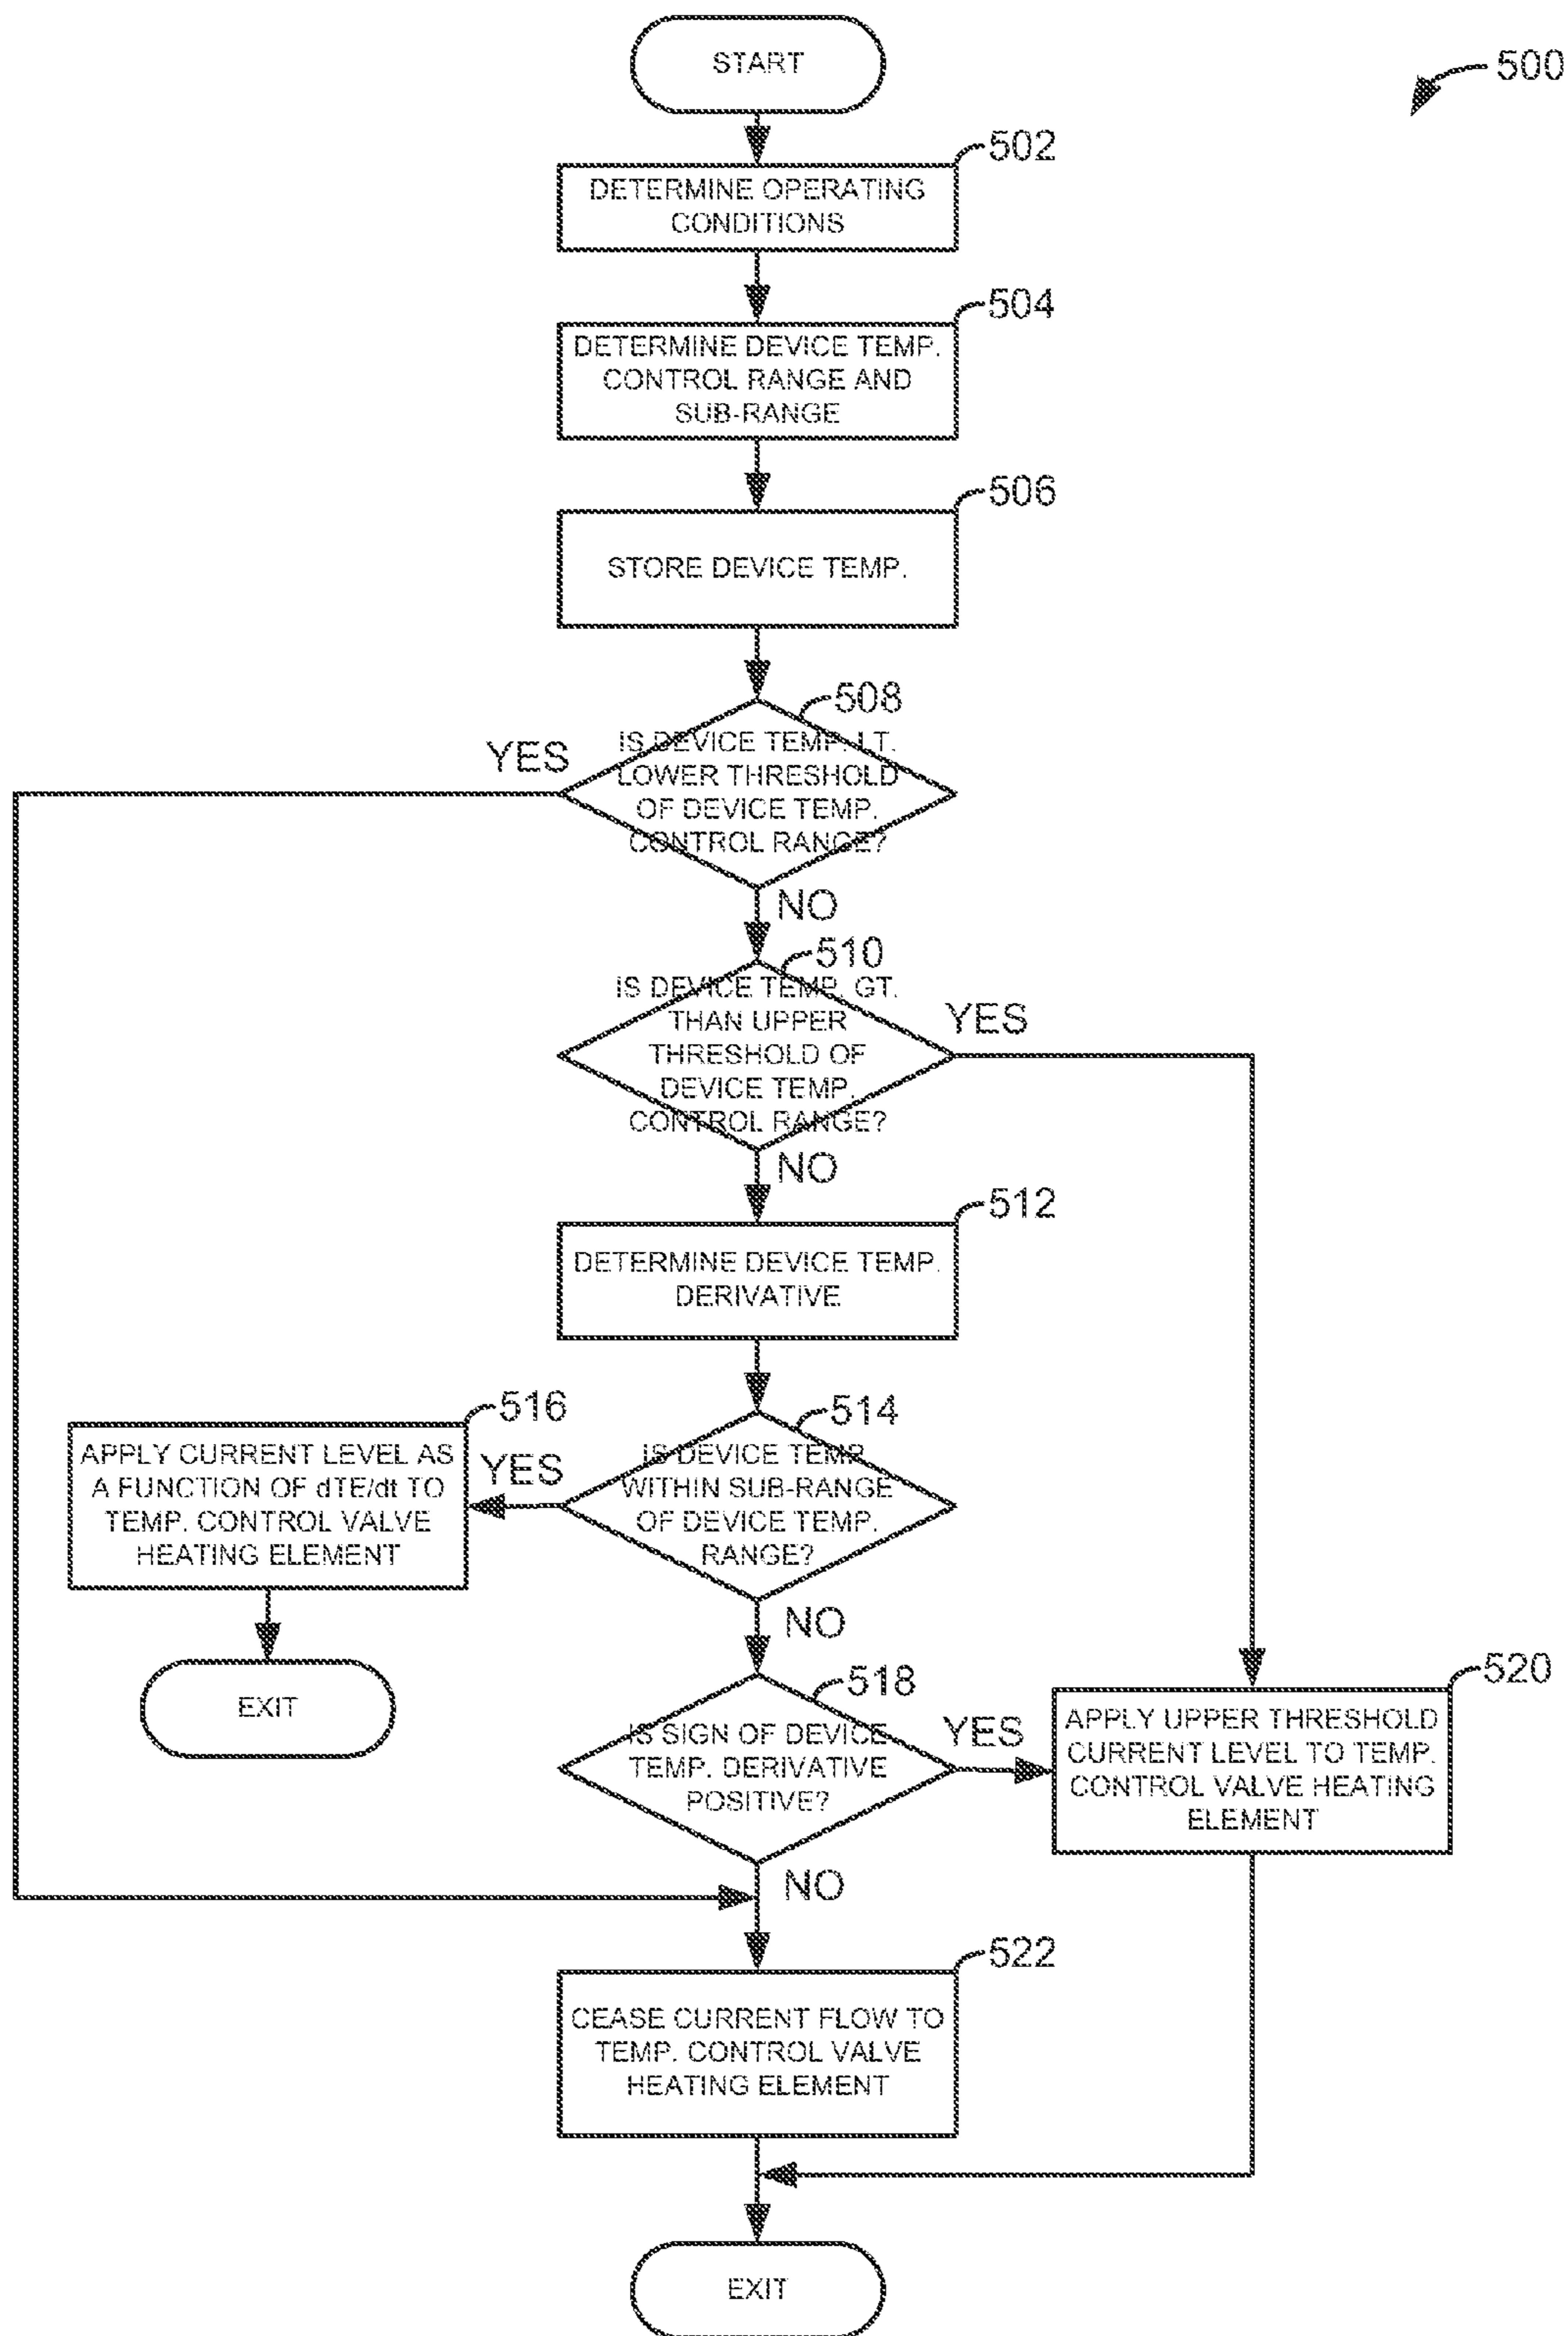 START
500
502
DETERMINE OPERATING
CONDITIONS
504
DETERMINE DEVICE TEMP.
CONTROL RANGE AND
SUB-RANGE
506
STORE DEVICE TEMP.
508
YES
IS DEVICE TEMP. LT.
LOWER THRESHOLD
OF DEVICE TEMP.
CONTROL RANGE?
NO
510
IS DEVICE TEMP. GT.
THAN UPPER
THRESHOLD OF
DEVICE TEMP.
CONTROL RANGE?
YES
NO
512
DETERMINE DEVICE TEMP.
DERIVATIVE
514
IS DEVICE TEMP.
WITHIN SUB-RANGE
OF DEVICE TEMP.
RANGE?
YES
516
APPLY CURRENT LEVEL AS
A FUNCTION OF dTE/dt TO
TEMP. CONTROL VALVE
HEATING ELEMENT
EXIT
NO
518
IS SIGN OF DEVICE
TEMP. DERIVATIVE
POSITIVE?
YES
520
APPLY UPPER THRESHOLD
CURRENT LEVEL TO TEMP.
CONTROL VALVE HEATING
ELEMENT
NO
522
CEASE CURRENT FLOW TO
TEMP. CONTROL VALVE
HEATING ELEMENT
EXIT